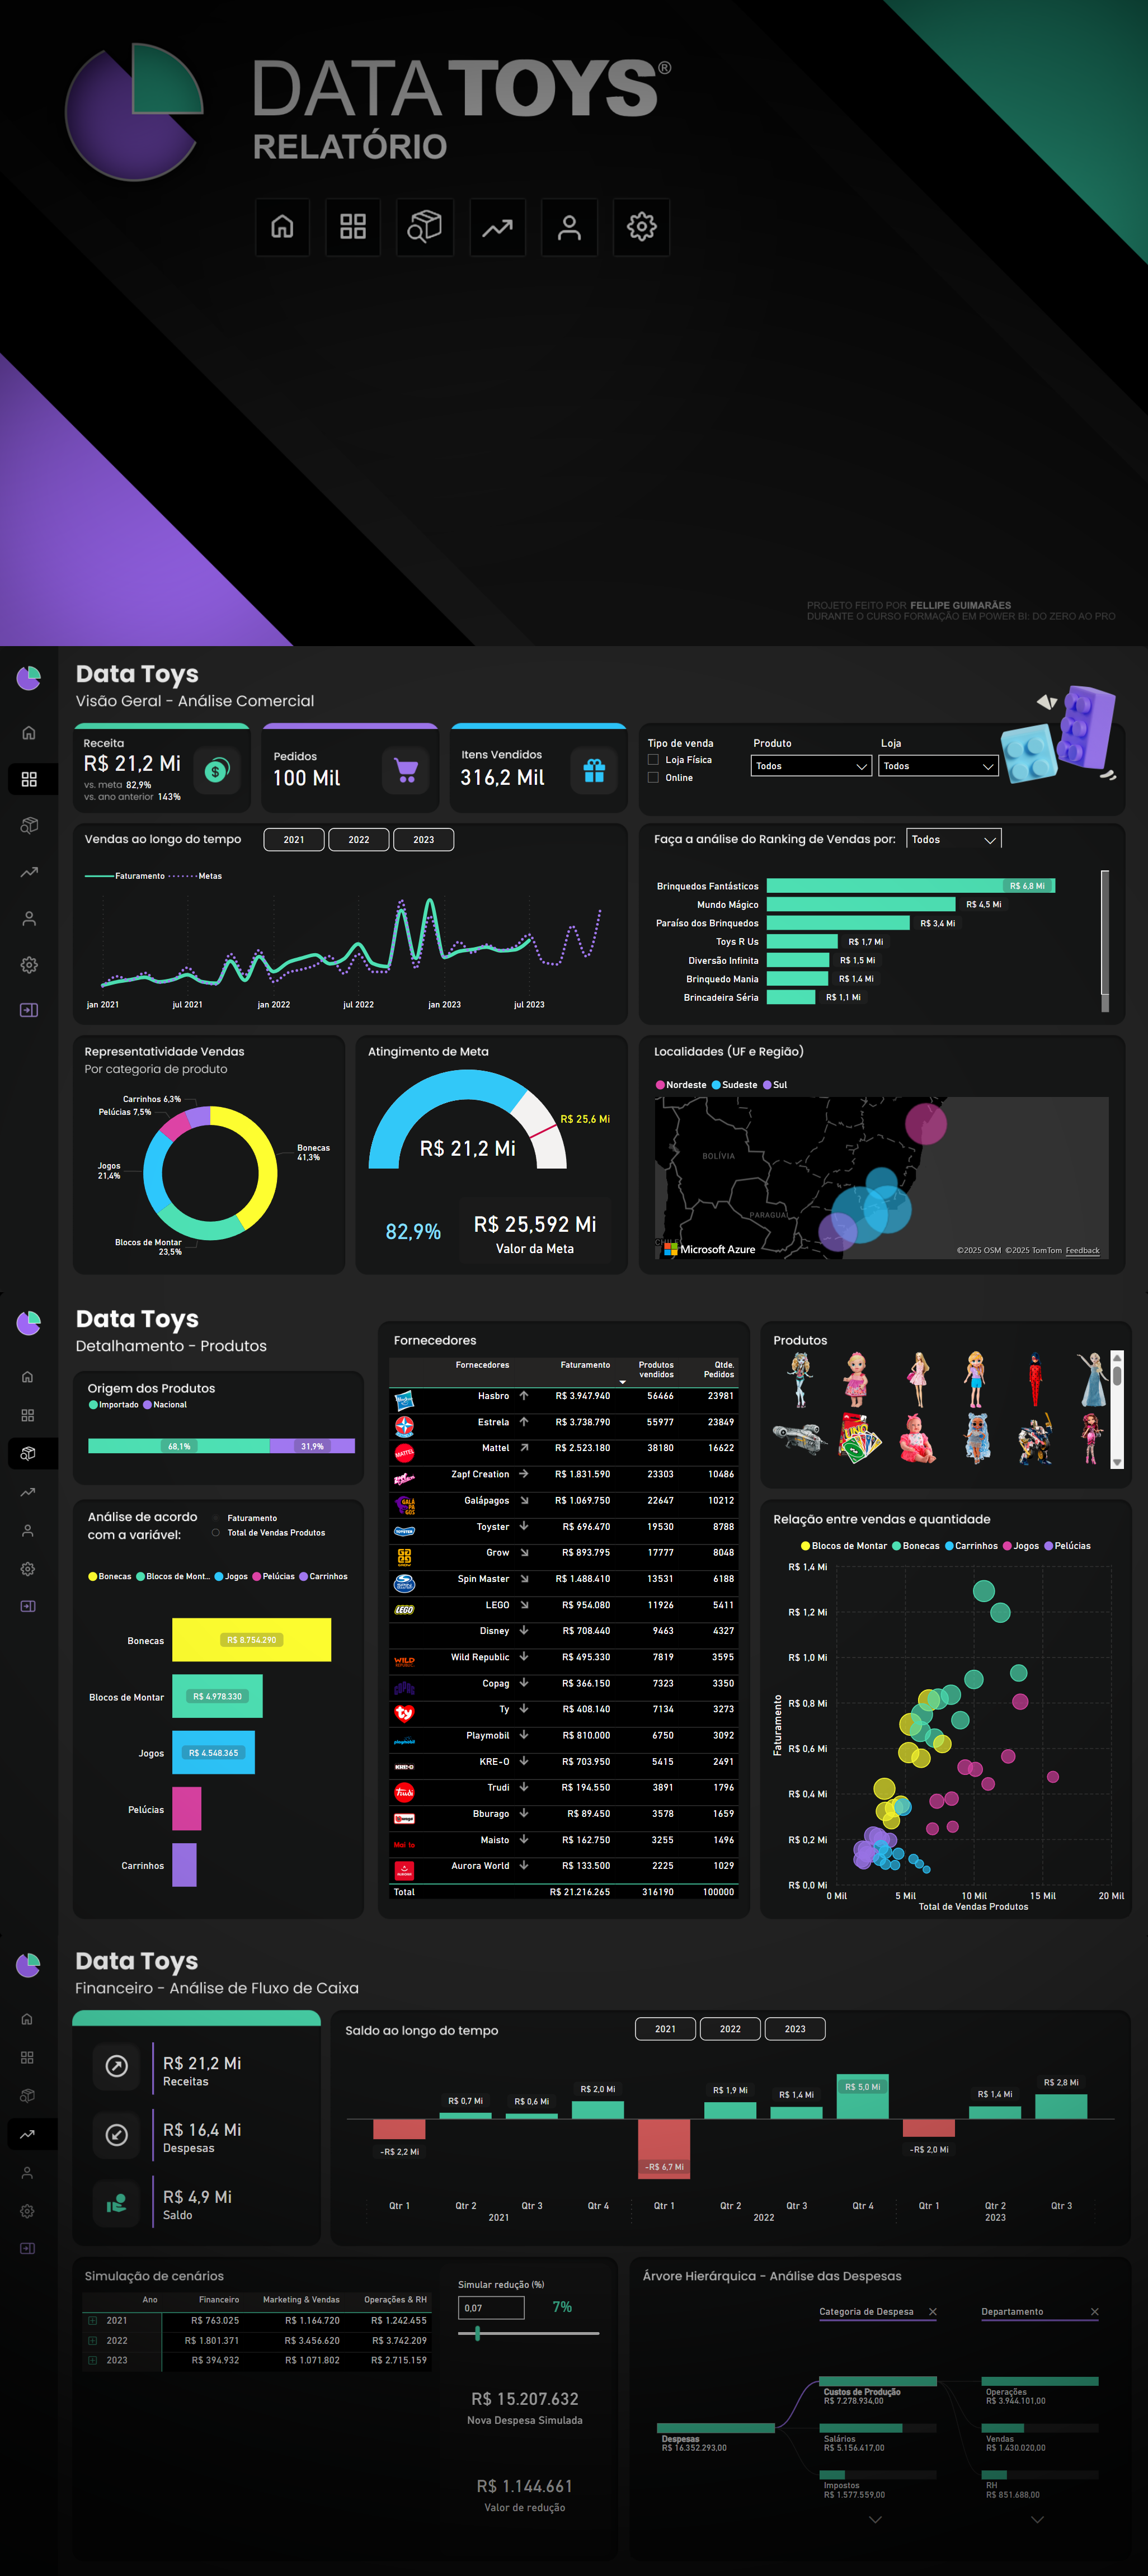 DATA TOYS®
RELATÓRIO
PROJETO FEITO POR FELLIPE GUIMARÃES
DURANTE O CURSO FORMAÇÃO EM POWER BI: DO ZERO AO PRO
Data Toys
Visão Geral - Análise Comercial
Receita
R$ 21,2 Mi
vs. meta 82,9%
vs. ano anterior 143%
Pedidos
100 Mil
Itens Vendidos
316,2 Mil
Tipo de venda
Loja Física
Online
Produto
Todos
Loja
Todos
Vendas ao longo do tempo
2021
2022
2023
Faturamento
Metas
jan 2021
jul 2021
jan 2022
jul 2022
jan 2023
jul 2023
Faça a análise do Ranking de Vendas por:
Todos
Brinquedos Fantásticos R$ 6,8 Mi
Mundo Mágico R$ 4,5 Mi
Paraíso dos Brinquedos R$ 3,4 Mi
Toys R Us R$ 1,7 Mi
Diversão Infinita R$ 1,5 Mi
Brinquedo Mania R$ 1,4 Mi
Brincadeira Séria R$ 1,1 Mi
Representatividade Vendas
Por categoria de produto
Carrinhos 6,3%
Pelúcias 7,5%
Jogos
21,4%
Bonecas
41,3%
Blocos de Montar
23,5%
Atingimento de Meta
R$ 25,6 Mi
R$ 21,2 Mi
82,9%
R$ 25,592 Mi
Valor da Meta
Localidades (UF e Região)
Nordeste
Sudeste
Sul
BOLÍVIA
PARAGUA
Microsoft Azure
©2025 OSM ©2025 TomTom Feedback
Data Toys
Detalhamento - Produtos
Origem dos Produtos
Importado
Nacional
68,1%
31,9%
Análise de acordo
com a variável:
Faturamento
Total de Vendas Produtos
Bonecas
Blocos de Mont...
Jogos
Pelúcias
Carrinhos
Bonecas R$ 8.754.290
Blocos de Montar R$ 4.978.330
Jogos R$ 4.548.365
Pelúcias
Carrinhos
Fornecedores
Fornecedores Faturamento Produtos vendidos Qtde. Pedidos
Hasbro R$ 3.947.940 56466 23981
Estrela R$ 3.738.790 55977 23849
MATTEL Mattel R$ 2.523.180 38180 16622
Zapf Creation R$ 1.831.590 23303 10486
GALÁPAGOS Galápagos R$ 1.069.750 22647 10212
TOYSTER Toyster R$ 696.470 19530 8788
Grow R$ 893.795 17777 8048
Spin Master R$ 1.488.410 13531 6188
LEGO LEGO R$ 954.080 11926 5411
Disney R$ 708.440 9463 4327
WILD REPUBLIC Wild Republic R$ 495.330 7819 3595
COPAG Copag R$ 366.150 7323 3350
ty Ty R$ 408.140 7134 3273
playmobil Playmobil R$ 810.000 6750 3092
KRE-O KRE-O R$ 703.950 5415 2491
Trudi Trudi R$ 194.550 3891 1796
Bburago R$ 89.450 3578 1659
Maisto R$ 162.750 3255 1496
Aurora World R$ 133.500 2225 1029
Total R$ 21.216.265 316190 100000
Produtos
Relação entre vendas e quantidade
Blocos de Montar
Bonecas
Carrinhos
Jogos
Pelúcias
Faturamento
R$ 1,4 Mi
R$ 1,2 Mi
R$ 1,0 Mi
R$ 0,8 Mi
R$ 0,6 Mi
R$ 0,4 Mi
R$ 0,2 Mi
R$ 0,0 Mi
0 Mil 5 Mil 10 Mil 15 Mil 20 Mil
Total de Vendas Produtos
Data Toys
Financeiro - Análise de Fluxo de Caixa
R$ 21,2 Mi
Receitas
R$ 16,4 Mi
Despesas
R$ 4,9 Mi
Saldo
Saldo ao longo do tempo
2021
2022
2023
-R$ 2,2 Mi
R$ 0,7 Mi
R$ 0,6 Mi
R$ 2,0 Mi
-R$ 6,7 Mi
R$ 1,9 Mi
R$ 1,4 Mi
R$ 5,0 Mi
-R$ 2,0 Mi
R$ 1,4 Mi
R$ 2,8 Mi
Qtr 1 Qtr 2 Qtr 3 Qtr 4 Qtr 1 Qtr 2 Qtr 3 Qtr 4 Qtr 1 Qtr 2 Qtr 3
2021 2022 2023
Simulação de cenários
Ano Financeiro Marketing & Vendas Operações & RH
2021 R$ 763.025 R$ 1.164.720 R$ 1.242.455
2022 R$ 1.801.371 R$ 3.456.620 R$ 3.742.209
2023 R$ 394.932 R$ 1.071.802 R$ 2.715.159
Simular redução (%)
0,07
7%
R$ 15.207.632
Nova Despesa Simulada
R$ 1.144.661
Valor de redução
Árvore Hierárquica - Análise das Despesas
Categoria de Despesa
Departamento
Despesas
R$ 16.352.293,00
Custos de Produção
R$ 7.278.934,00
Salários
R$ 5.156.417,00
Impostos
R$ 1.577.559,00
Operações
R$ 3.944.101,00
Vendas
R$ 1.430.020,00
RH
R$ 851.688,00